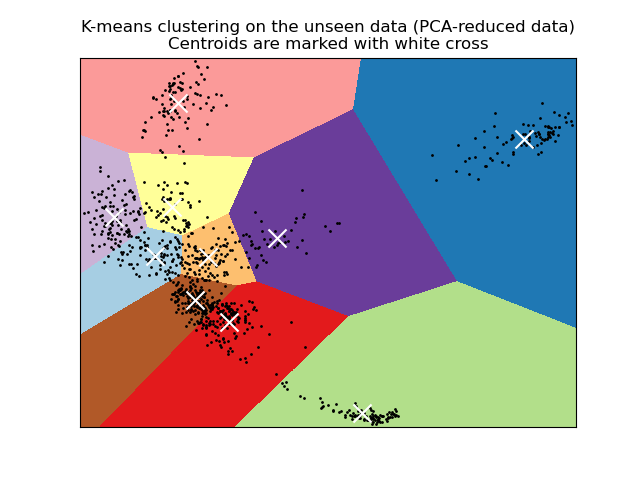 K-means clustering on the unseen data (PCA-reduced data)
Centroids are marked with white cross